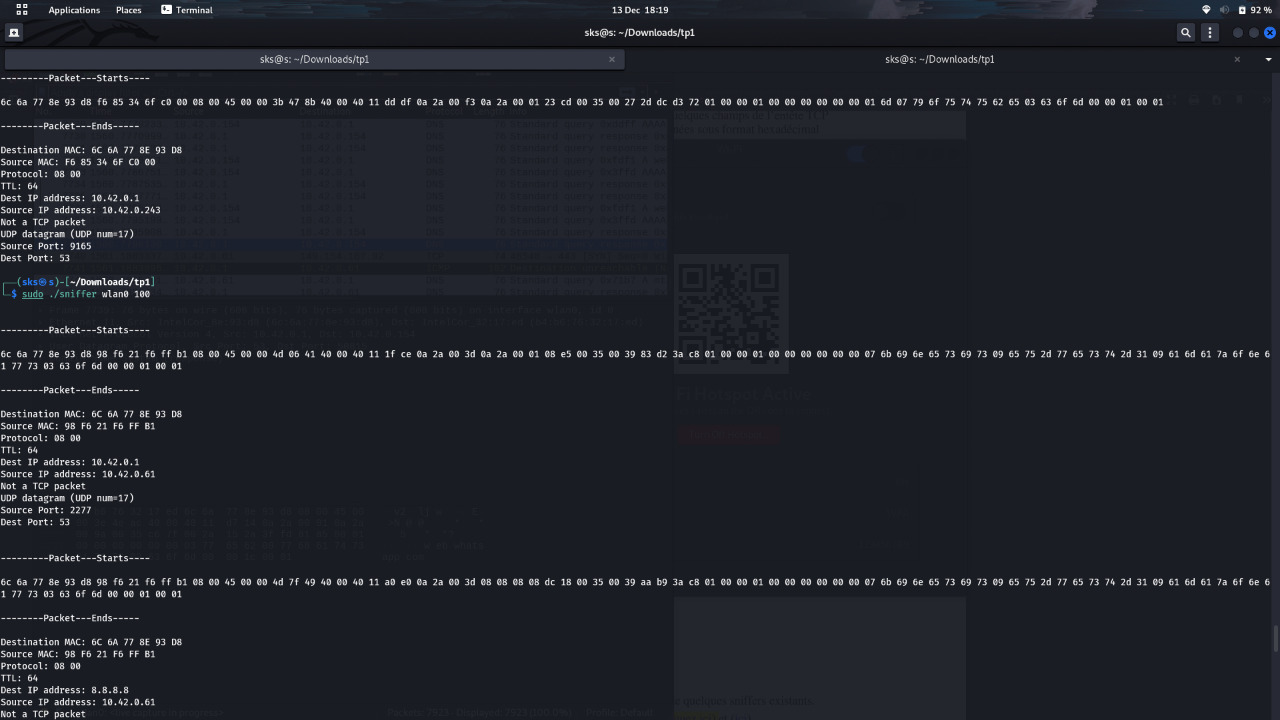 Applications Places Terminal 13 Dec 18:19 92 %
sks@s: ~/Downloads/tp1
sks@s: ~/Downloads/tp1 sks@s: ~/Downloads/tp1
---------Packet---Starts----
6c 6a 77 8e 93 d8 f6 85 34 6f c0 00 08 00 45 00 00 3b 47 8b 40 00 40 11 dd df 0a 2a 00 f3 0a 2a 00 01 23 cd 00 35 00 27 2d dc d3 72 01 00 00 01 00 00 00 00 00 00 01 6d 07 79 6f 75 74 75 62 65 03 63 6f 6d 00 00 01 00 01
--------Packet---Ends-----
Destination MAC: 6C 6A 77 8E 93 D8
Source MAC: F6 85 34 6F C0 00
Protocol: 08 00
TTL: 64
Dest IP address: 10.42.0.1
Source IP address: 10.42.0.243
Not a TCP packet
UDP datagram (UDP num=17)
Source Port: 9165
Dest Port: 53
(sks㉿s)-[~/Downloads/tp1]
$ sudo ./sniffer wlan0 100
---------Packet---Starts----
6c 6a 77 8e 93 d8 98 f6 21 f6 ff b1 08 00 45 00 00 4d 06 41 40 00 40 11 1f ce 0a 2a 00 3d 0a 2a 00 01 08 e5 00 35 00 39 83 d2 3a c8 01 00 00 01 00 00 00 00 00 00 07 6b 69 6e 65 73 69 73 09 65 75 2d 77 65 73 74 2d 31 09 61 6d 61 7a 6f 6e 6
1 77 73 03 63 6f 6d 00 00 01 00 01
--------Packet---Ends-----
Destination MAC: 6C 6A 77 8E 93 D8
Source MAC: 98 F6 21 F6 FF B1
Protocol: 08 00
TTL: 64
Dest IP address: 10.42.0.1
Source IP address: 10.42.0.61
Not a TCP packet
UDP datagram (UDP num=17)
Source Port: 2277
Dest Port: 53
---------Packet---Starts----
6c 6a 77 8e 93 d8 98 f6 21 f6 ff b1 08 00 45 00 00 4d 7f 49 40 00 40 11 a0 e0 0a 2a 00 3d 08 08 08 08 dc 18 00 35 00 39 aa b9 3a c8 01 00 00 01 00 00 00 00 00 00 07 6b 69 6e 65 73 69 73 09 65 75 2d 77 65 73 74 2d 31 09 61 6d 61 7a 6f 6e 6
1 77 73 03 63 6f 6d 00 00 01 00 01
--------Packet---Ends-----
Destination MAC: 6C 6A 77 8E 93 D8
Source MAC: 98 F6 21 F6 FF B1
Protocol: 08 00
TTL: 64
Dest IP address: 8.8.8.8
Source IP address: 10.42.0.61
Not a TCP packet